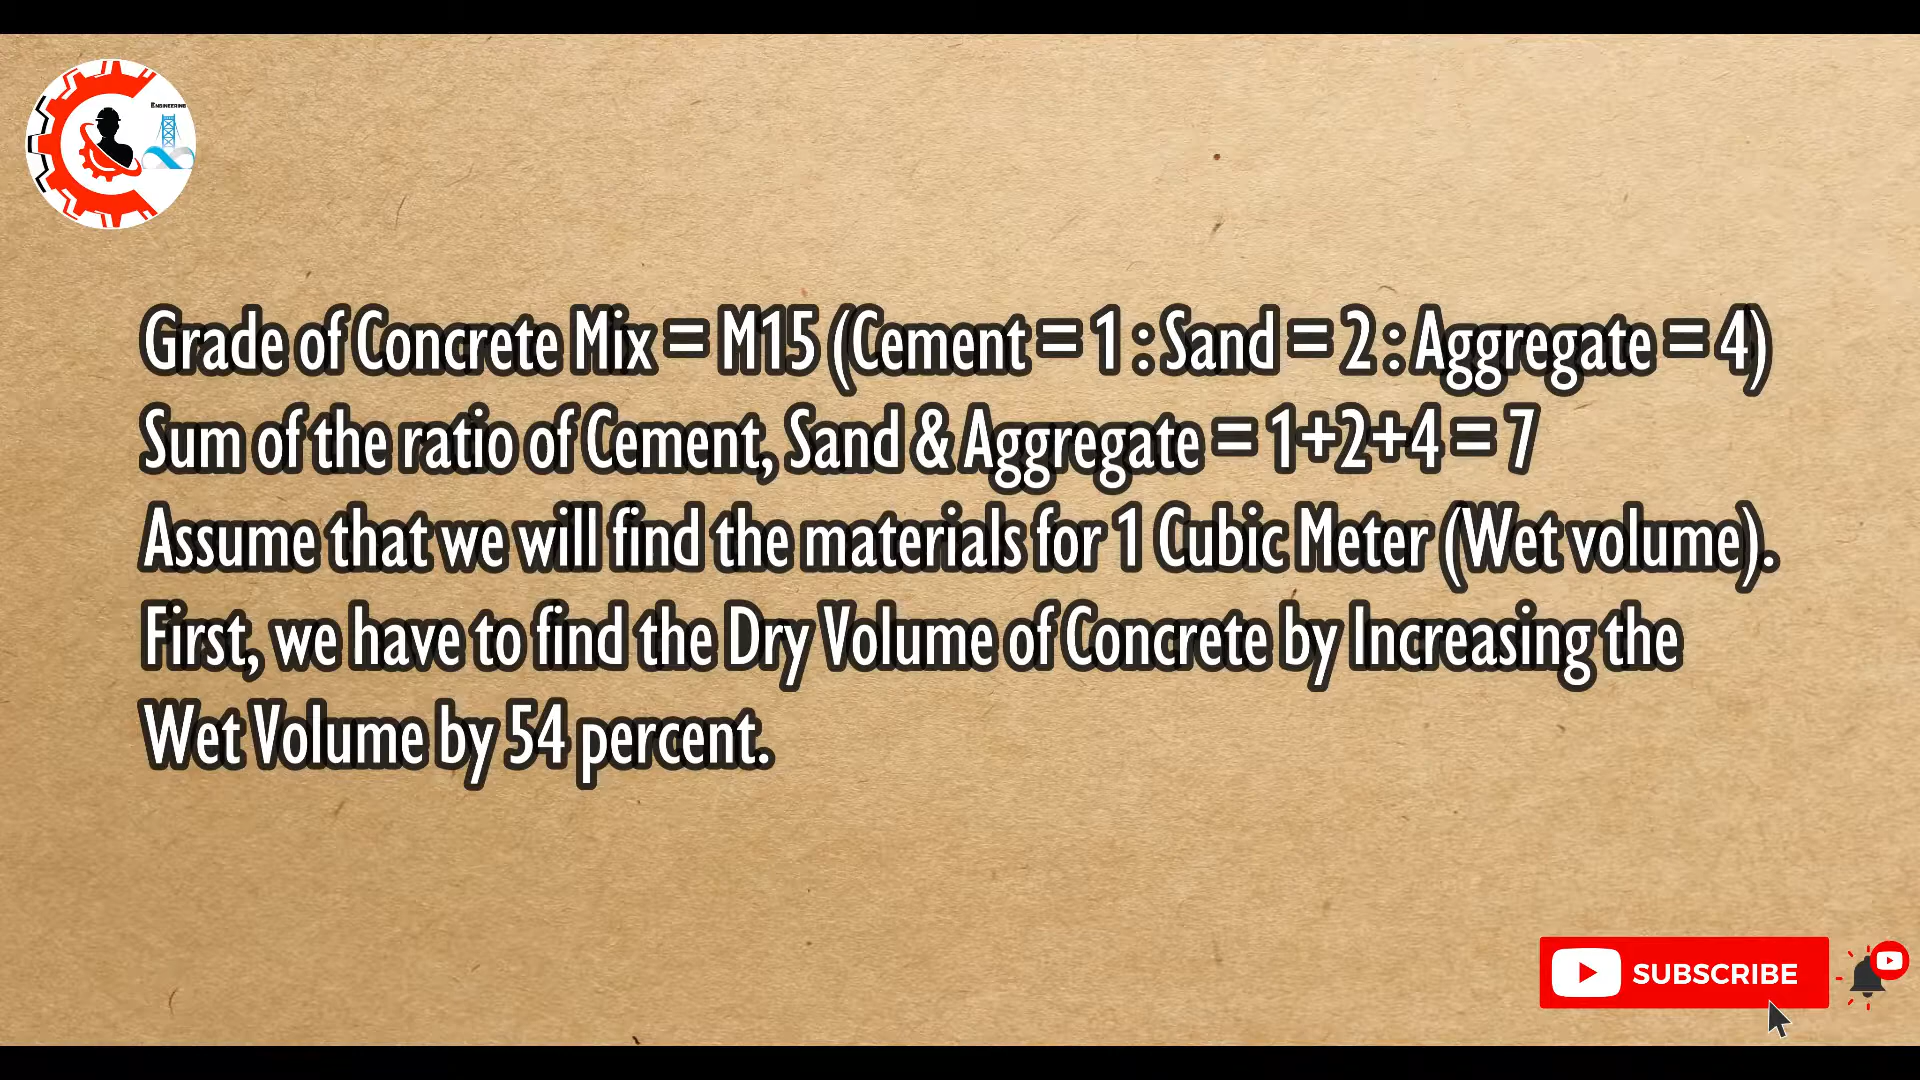 Engineering
Grade of Concrete Mix = M15 (Cement = 1 : Sand = 2 : Aggregate = 4)
Sum of the ratio of Cement, Sand & Aggregate = 1+2+4 = 7
Assume that we will find the materials for 1 Cubic Meter (Wet volume).
First, we have to find the Dry Volume of Concrete by Increasing the
Wet Volume by 54 percent.
SUBSCRIBE